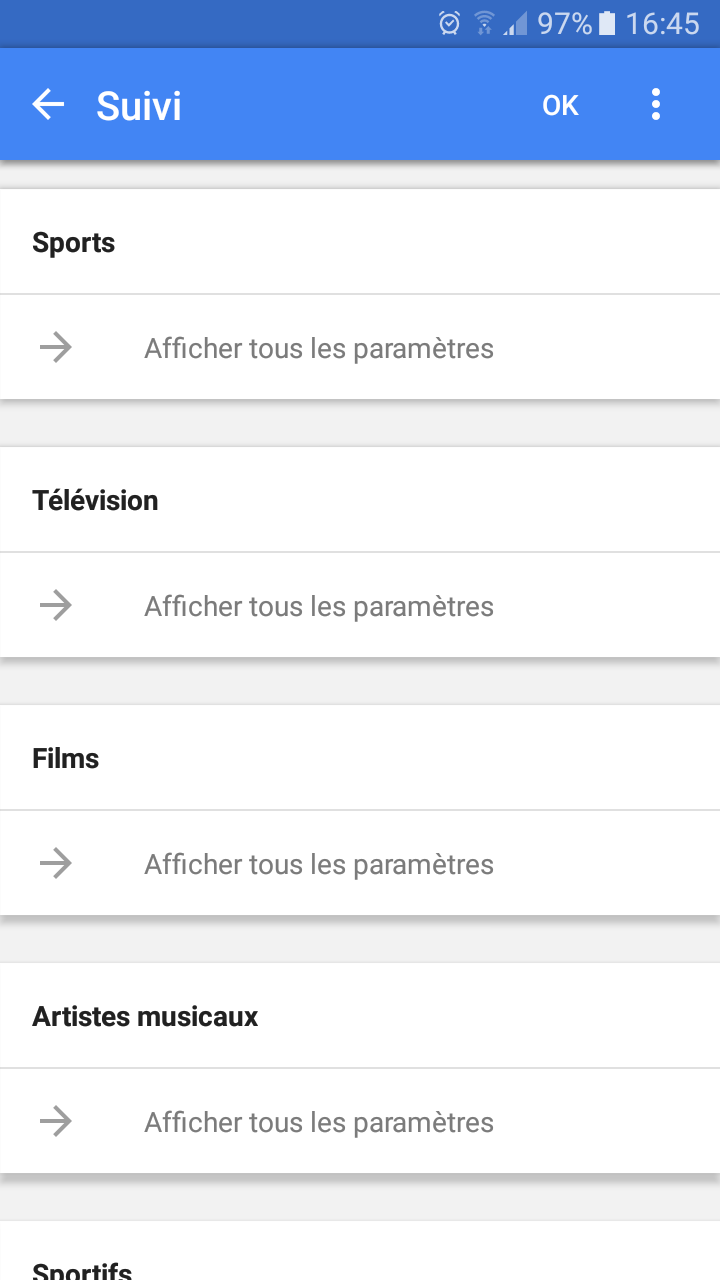 97% 16:45
Suivi OK
Sports
Afficher tous les paramètres
Télévision
Afficher tous les paramètres
Films
Afficher tous les paramètres
Artistes musicaux
Afficher tous les paramètres
Sportifs